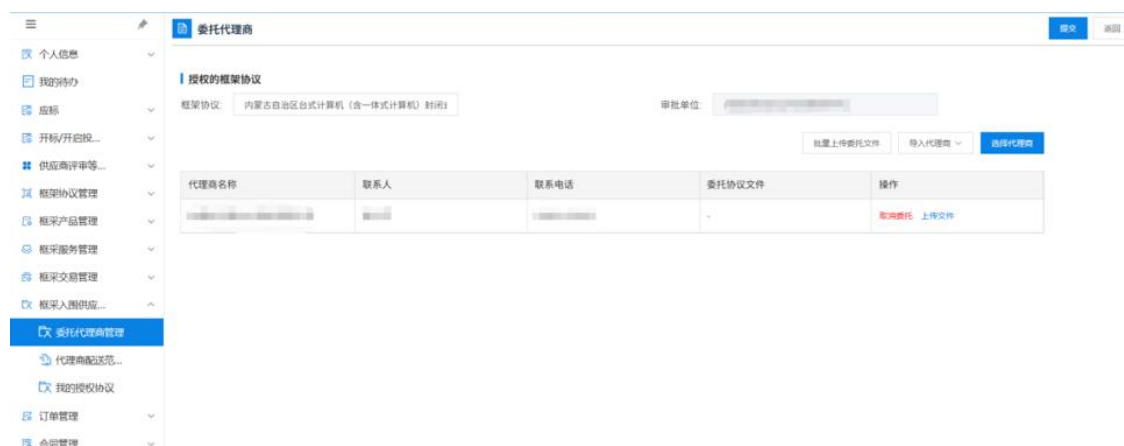 委托代理商
提交
返回
个人信息
我的待办
应标
开标/开启投...
供应商评审等...
框架协议管理
框采产品管理
框采服务管理
框采交易管理
框采入围供应...
委托代理商管理
代理商配送范...
我的授权协议
订单管理
合同管理
授权的框架协议
框架协议: 内蒙古自治区台式计算机（含一体式计算机）封闭
审批单位:
批量上传委托文件
导入代理商
选择代理商
代理商名称 联系人 联系电话 委托协议文件 操作
- 取消委托 上传文件